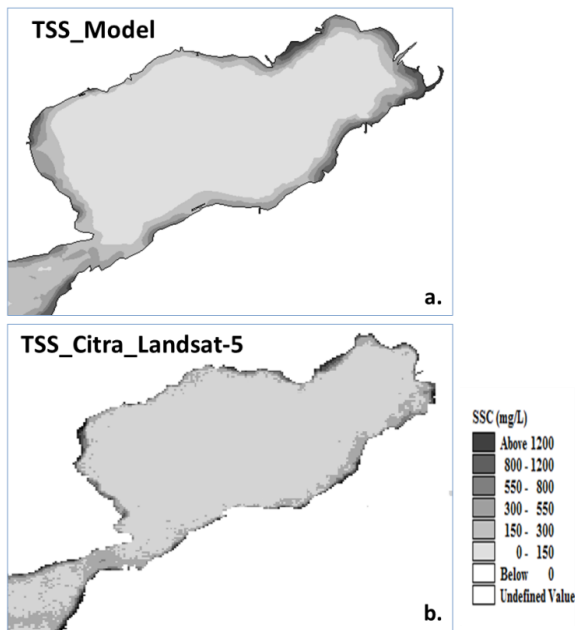 TSS_Model
a.
TSS_Citra_Landsat-5
b.
SSC (mg/L)
Above 1200
800 - 1200
550 - 800
300 - 550
150 - 300
0 - 150
Below 0
Undefined Value